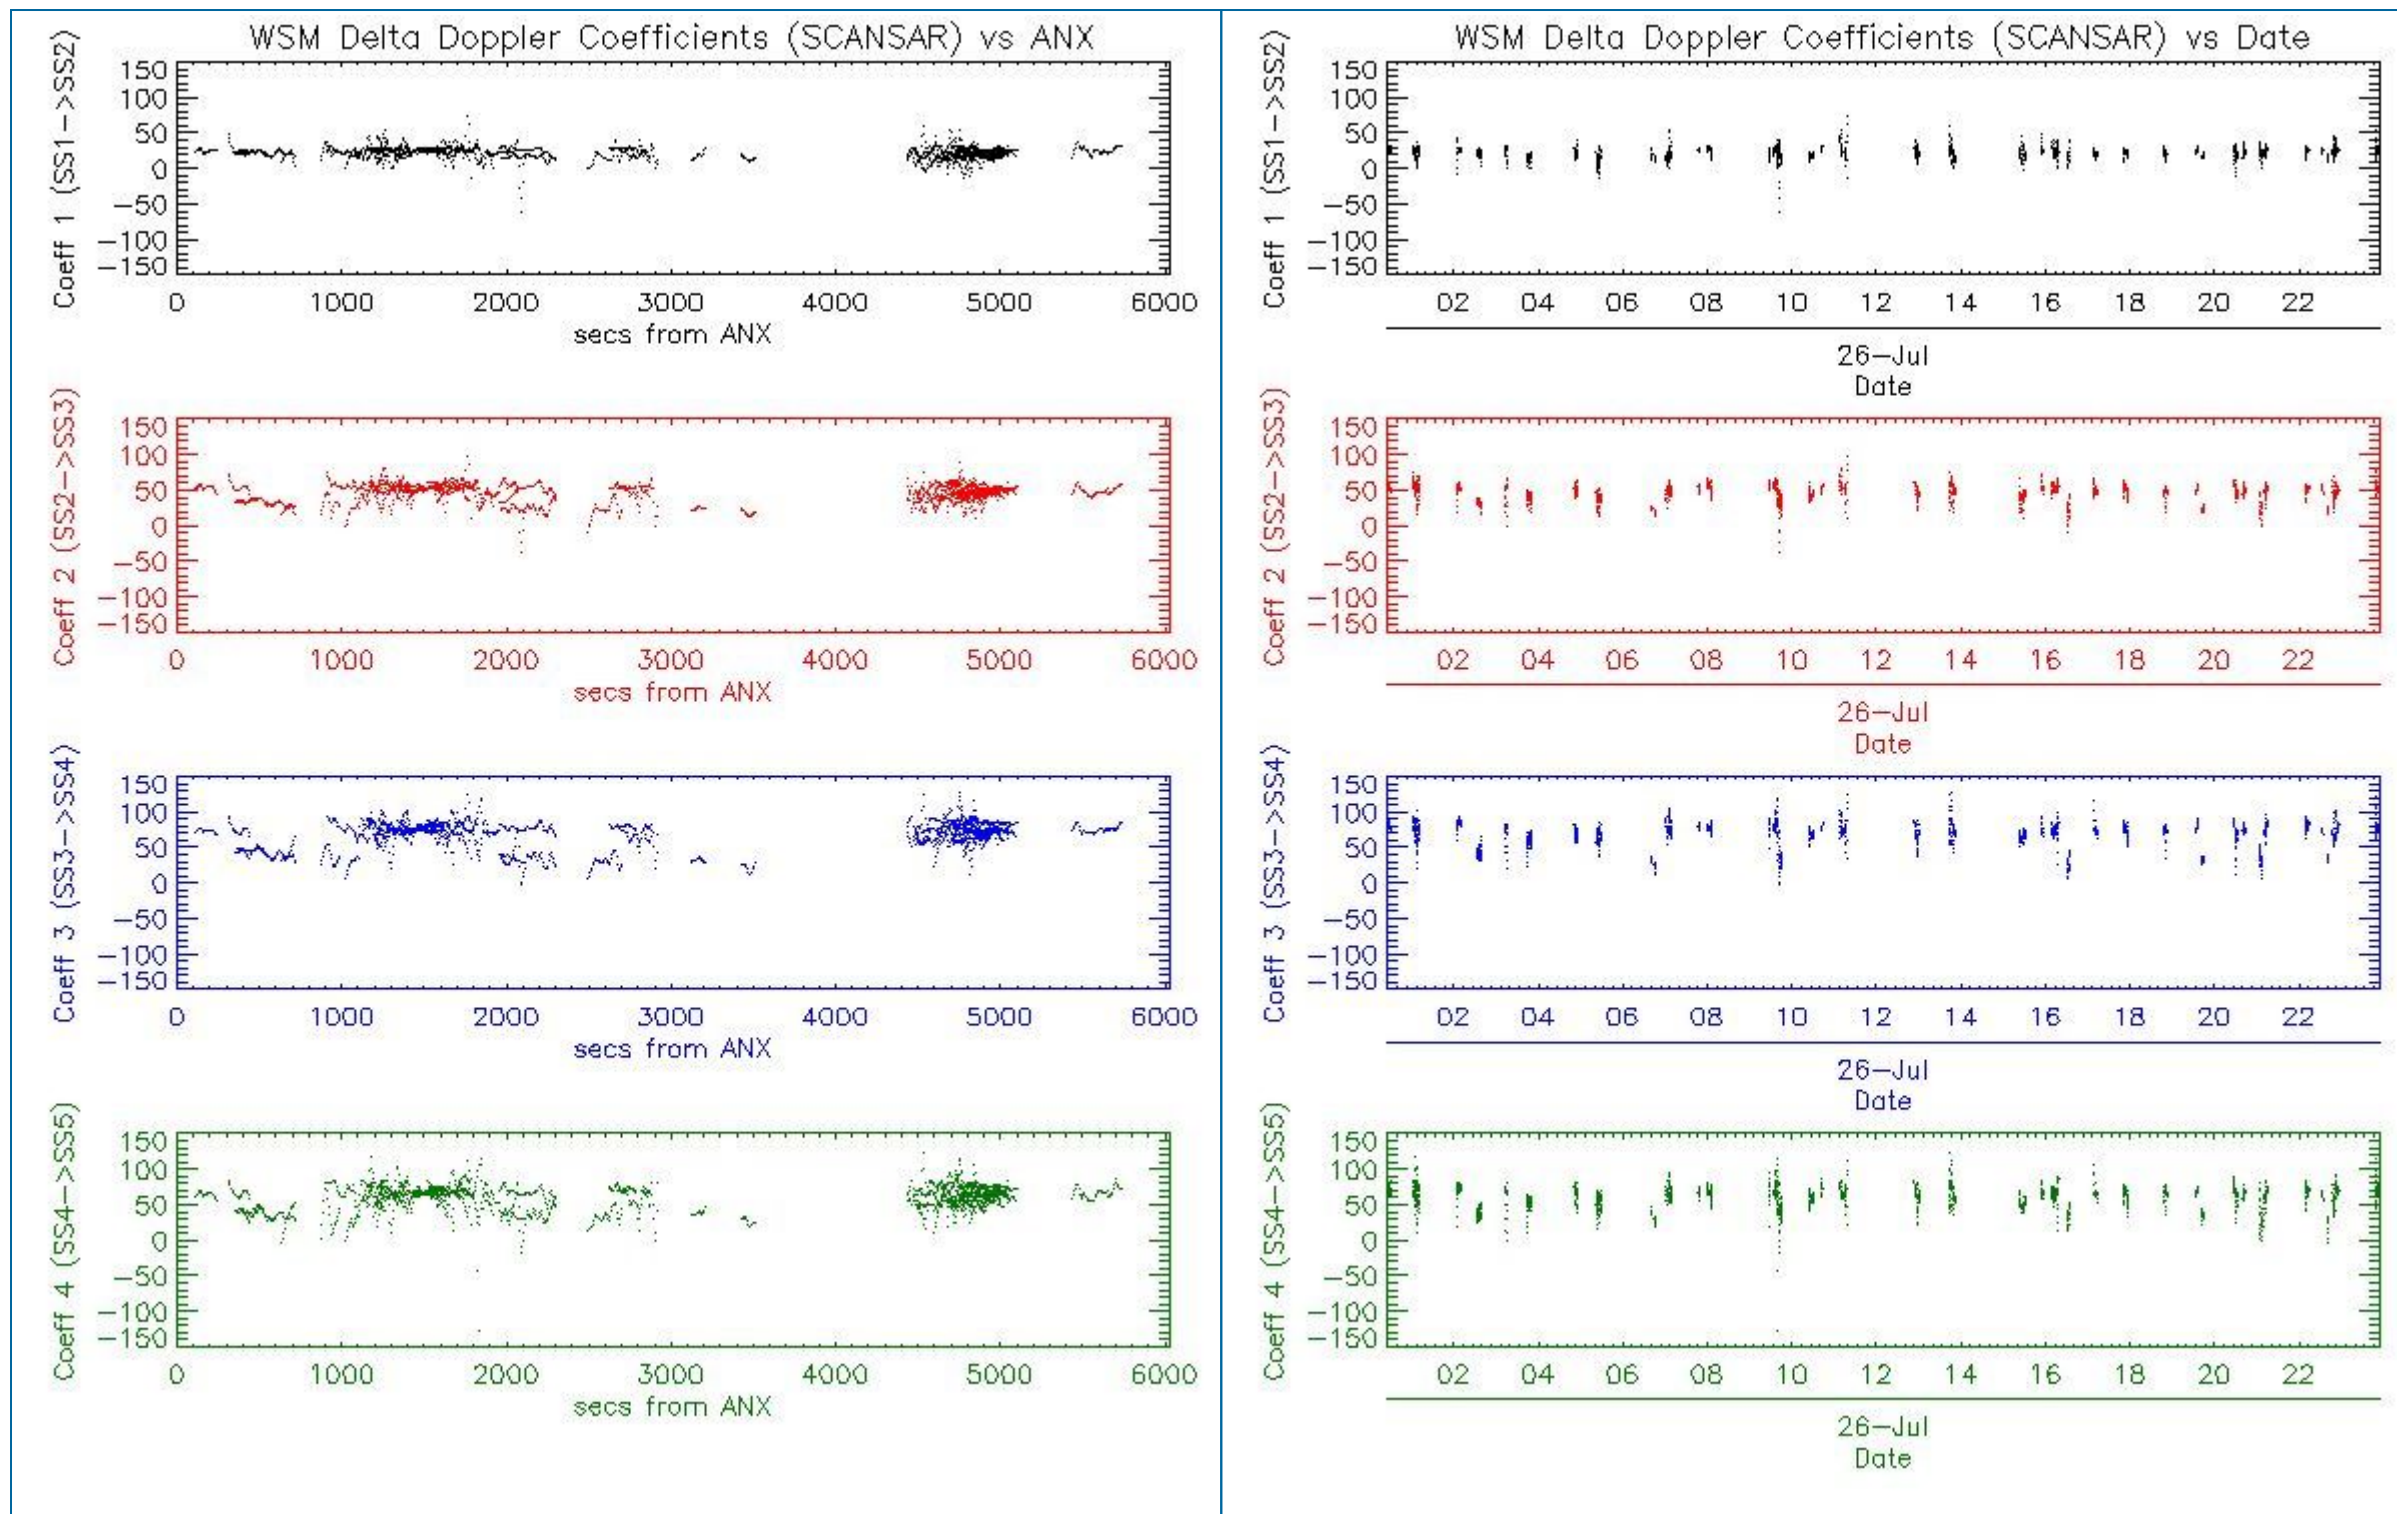 WSM Delta Doppler Coefficients (SCANSAR) vs ANX
Coeff 1 (SS1->SS2)
150
100
50
0
-50
-100
-150
0 1000 2000 3000 4000 5000 6000
secs from ANX
Coeff 2 (SS2->SS3)
150
100
50
0
-50
-100
-150
0 1000 2000 3000 4000 5000 6000
secs from ANX
Coeff 3 (SS3->SS4)
150
100
50
0
-50
-100
-150
0 1000 2000 3000 4000 5000 6000
secs from ANX
Coeff 4 (SS4->SS5)
150
100
50
0
-50
-100
-150
0 1000 2000 3000 4000 5000 6000
secs from ANX
WSM Delta Doppler Coefficients (SCANSAR) vs Date
Coeff 1 (SS1->SS2)
150
100
50
0
-50
-100
-150
02 04 06 08 10 12 14 16 18 20 22
26-Jul
Date
Coeff 2 (SS2->SS3)
150
100
50
0
-50
-100
-150
02 04 06 08 10 12 14 16 18 20 22
26-Jul
Date
Coeff 3 (SS3->SS4)
150
100
50
0
-50
-100
-150
02 04 06 08 10 12 14 16 18 20 22
26-Jul
Date
Coeff 4 (SS4->SS5)
150
100
50
0
-50
-100
-150
02 04 06 08 10 12 14 16 18 20 22
26-Jul
Date